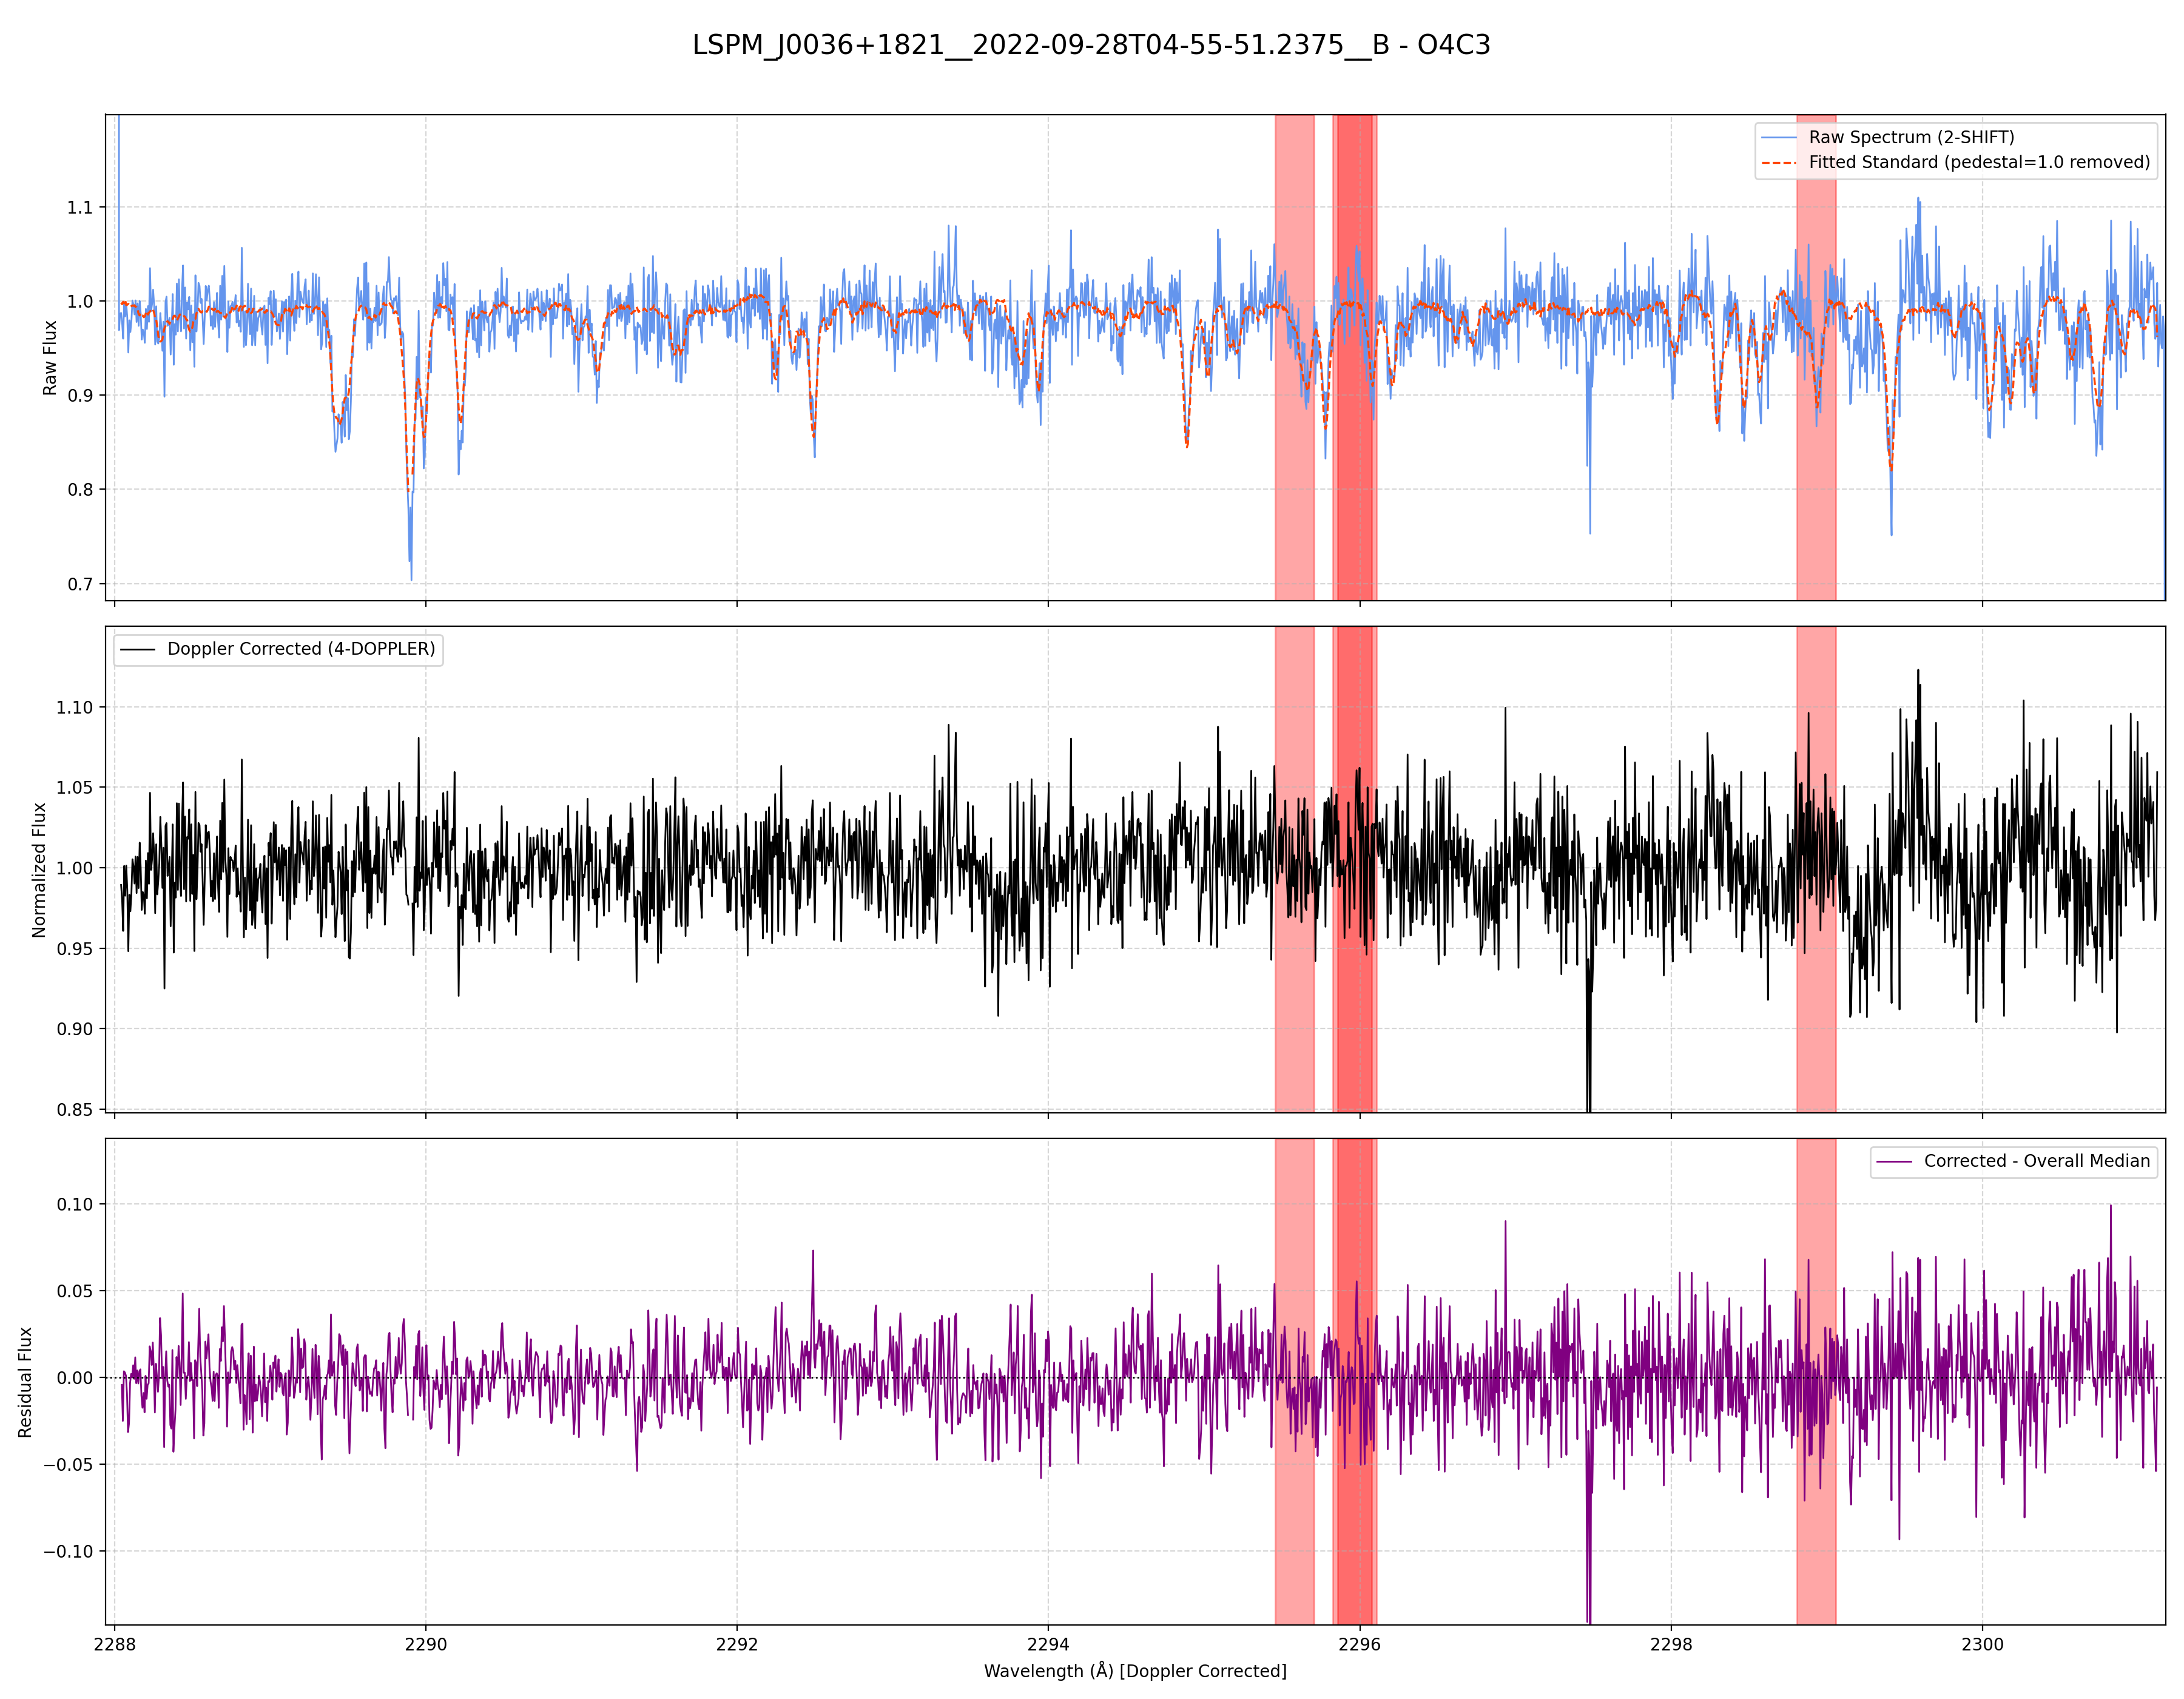 LSPM_J0036+1821__2022-09-28T04-55-51.2375__B - O4C3
Raw Flux
1.1
1.0
0.9
0.8
0.7
Raw Spectrum (2-SHIFT)
Fitted Standard (pedestal=1.0 removed)
Normalized Flux
1.10
1.05
1.00
0.95
0.90
0.85
Doppler Corrected (4-DOPPLER)
Residual Flux
0.10
0.05
0.00
−0.05
−0.10
Corrected - Overall Median
2288 2290 2292 2294 2296 2298 2300
Wavelength (Å) [Doppler Corrected]